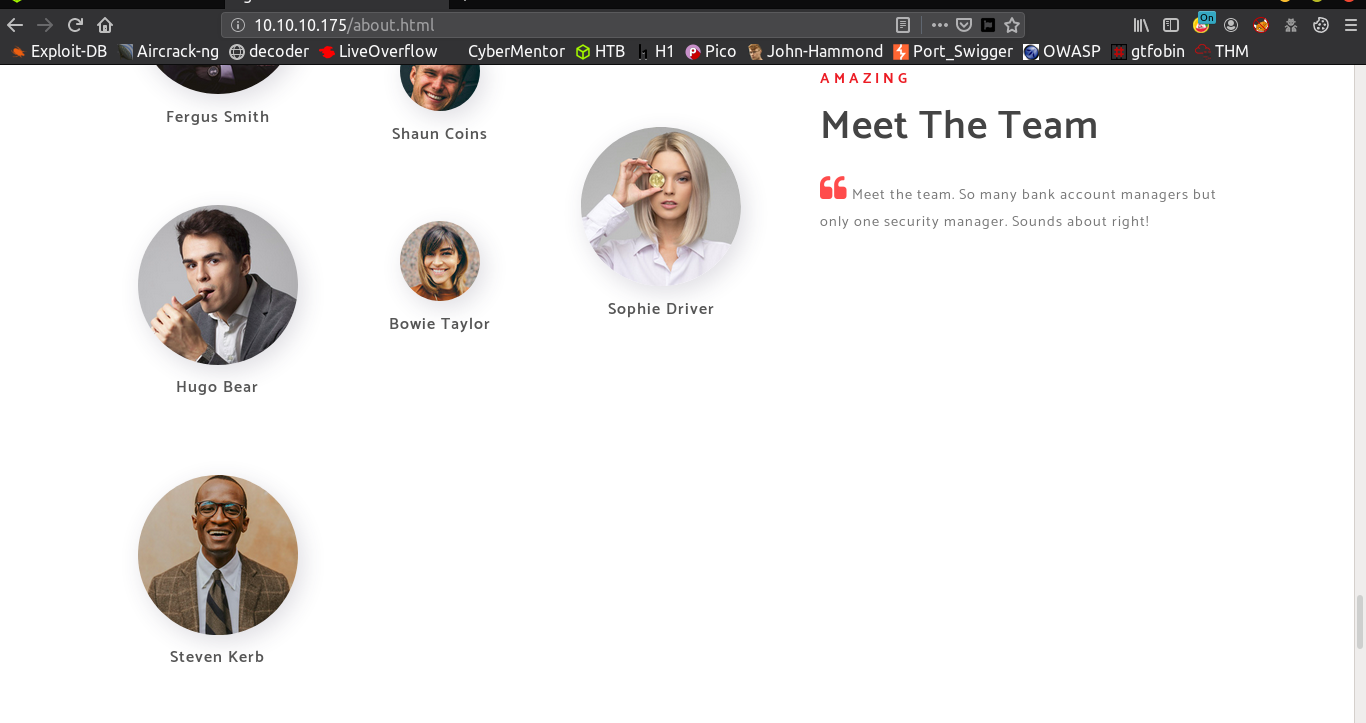 10.10.10.175/about.html
On
Exploit-DB Aircrack-ng decoder LiveOverflow CyberMentor HTB H1 Pico John-Hammond Port_Swigger OWASP gtfobin THM
Fergus Smith
Shaun Coins
Sophie Driver
Hugo Bear
Bowie Taylor
Steven Kerb
AMAZING
Meet The Team
Meet the team. So many bank account managers but
only one security manager. Sounds about right!